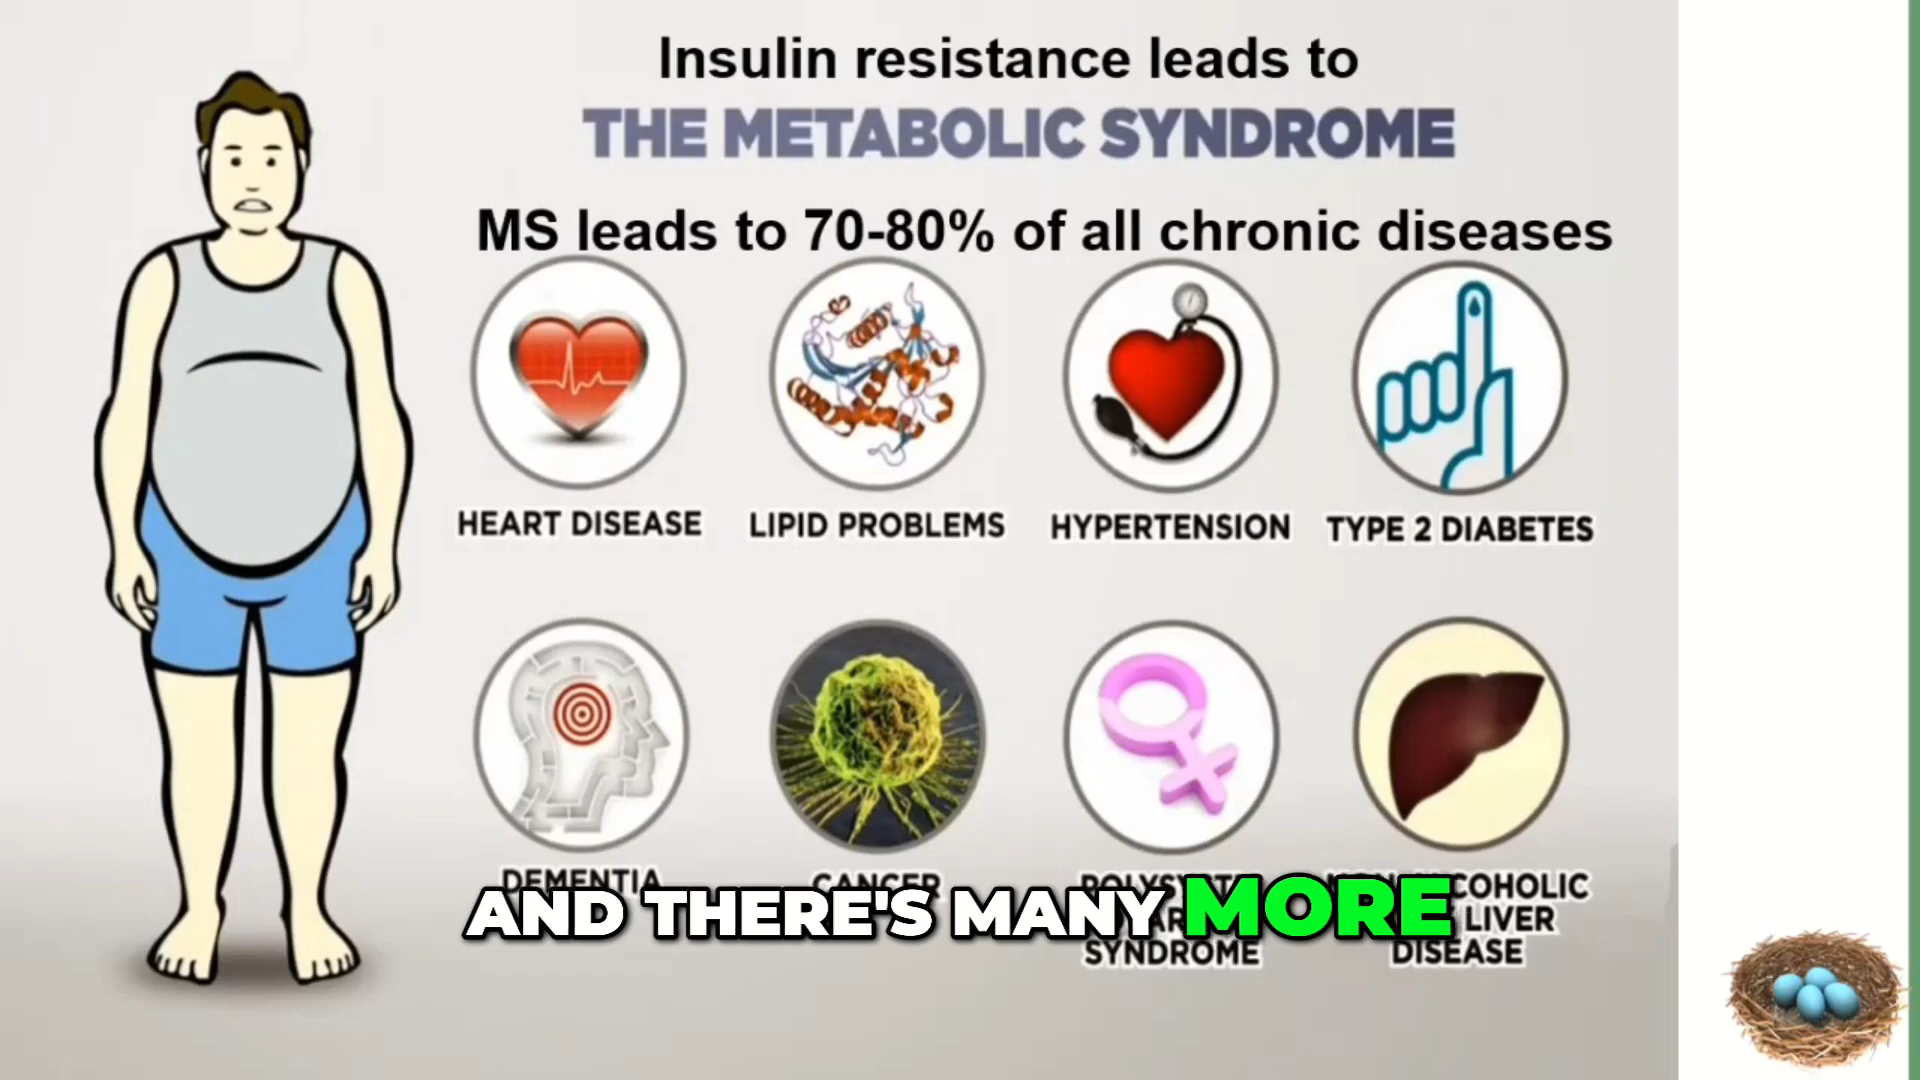 Insulin resistance leads to
THE METABOLIC SYNDROME
MS leads to 70-80% of all chronic diseases
HEART DISEASE
LIPID PROBLEMS
HYPERTENSION
TYPE 2 DIABETES
DEMENTIA
CANCER
SYNDROME
LIVER
DISEASE
AND THERE'S MANY MORE